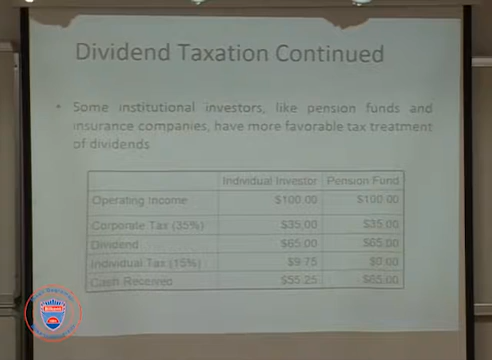 Dividend Taxation Continued
• Some institutional investors, like pension funds and
insurance companies, have more favorable tax treatment
of dividends
Individual Investor Pension Fund
Operating Income $100.00 $100.00
Corporate Tax (35%) $35.00 $35.00
Dividend $65.00 $65.00
Individual Tax (15%) $9.75 $0.00
Cash Received $55.25 $65.00